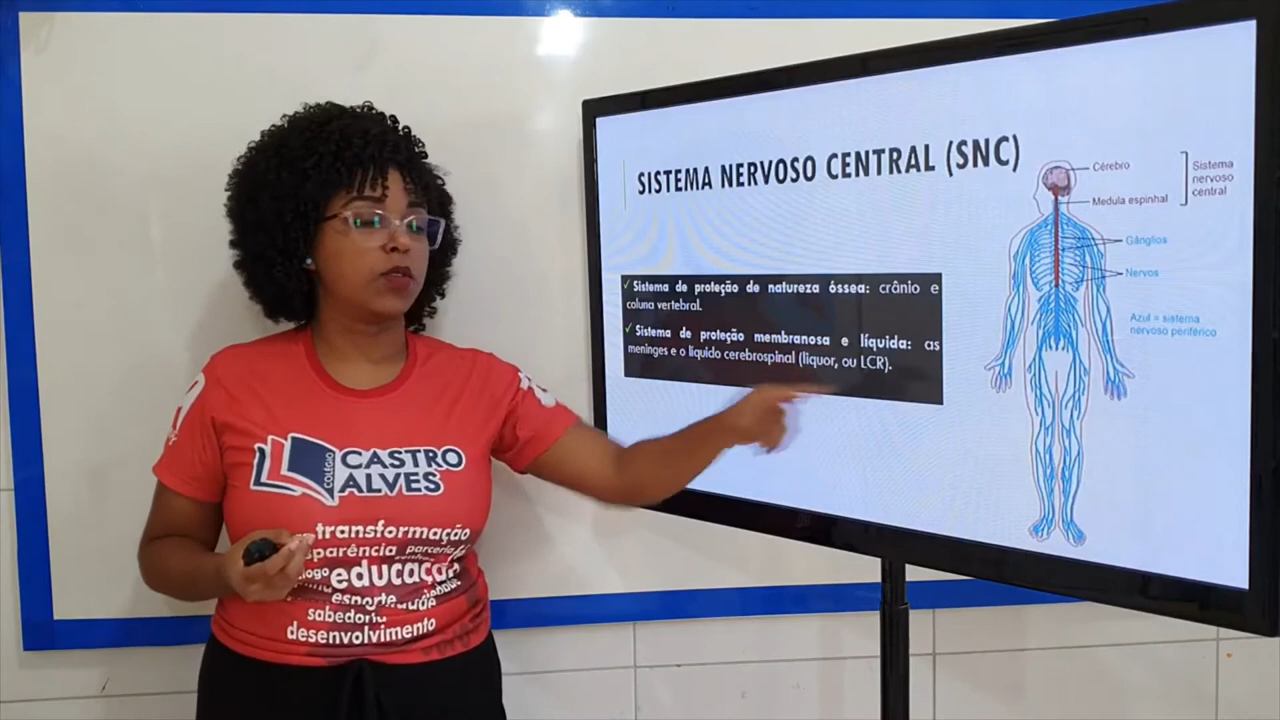 SISTEMA NERVOSO CENTRAL (SNC)
✓ Sistema de proteção de natureza óssea: crânio e
coluna vertebral.
✓ Sistema de proteção membranosa e líquida: as
meninges e o líquido cerebrospinal (liquor, ou LCR).
Cérebro
Medula espinhal
Sistema
nervoso
central
Gânglios
Nervos
Azul = sistema
nervoso periférico
COLÉGIO
CASTRO
ALVES
transformação
parceria
educação
esporte
sabedoria
desenvolvimento